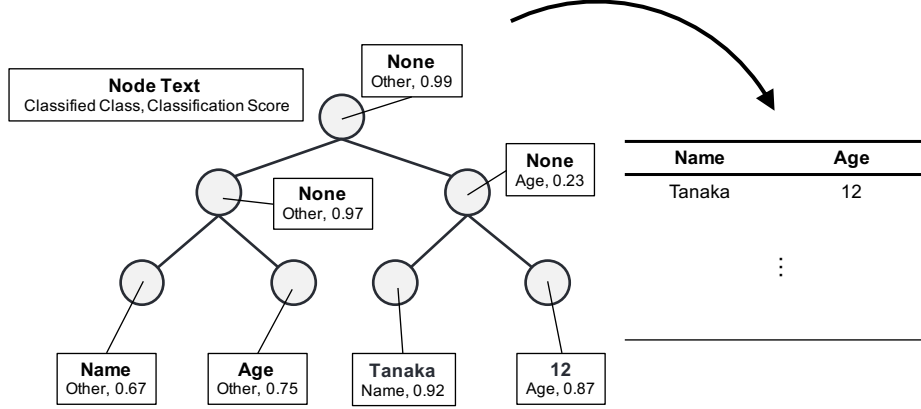 None
Other, 0.99
Node Text
Classified Class, Classification Score
None
Age, 0.23
None
Other, 0.97
Name
Other, 0.67
Age
Other, 0.75
Tanaka
Name, 0.92
12
Age, 0.87
Name Age
Tanaka 12
⋮